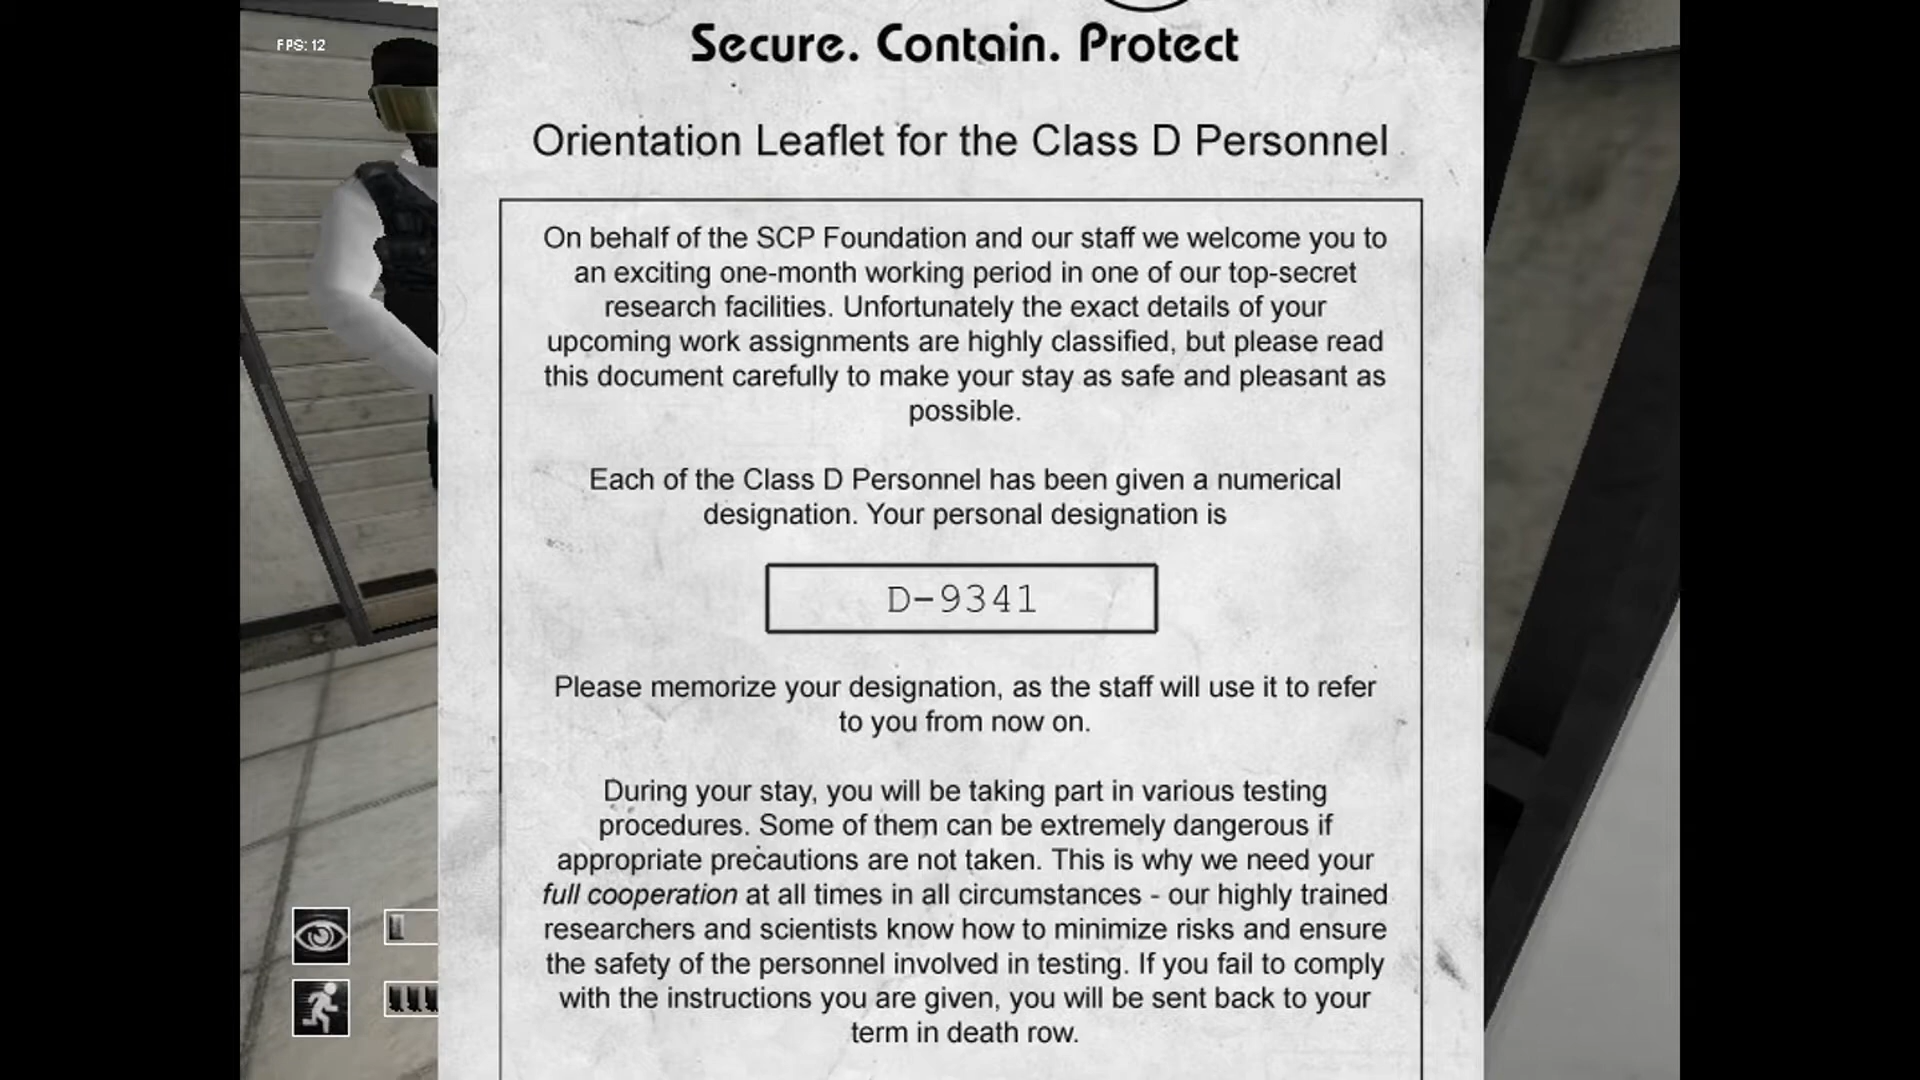 FPS: 12
Secure. Contain. Protect
Orientation Leaflet for the Class D Personnel
On behalf of the SCP Foundation and our staff we welcome you to
an exciting one-month working period in one of our top-secret
research facilities. Unfortunately the exact details of your
upcoming work assignments are highly classified, but please read
this document carefully to make your stay as safe and pleasant as
possible.
Each of the Class D Personnel has been given a numerical
designation. Your personal designation is
D-9341
Please memorize your designation, as the staff will use it to refer
to you from now on.
During your stay, you will be taking part in various testing
procedures. Some of them can be extremely dangerous if
appropriate precautions are not taken. This is why we need your
full cooperation at all times in all circumstances - our highly trained
researchers and scientists know how to minimize risks and ensure
the safety of the personnel involved in testing. If you fail to comply
with the instructions you are given, you will be sent back to your
term in death row.